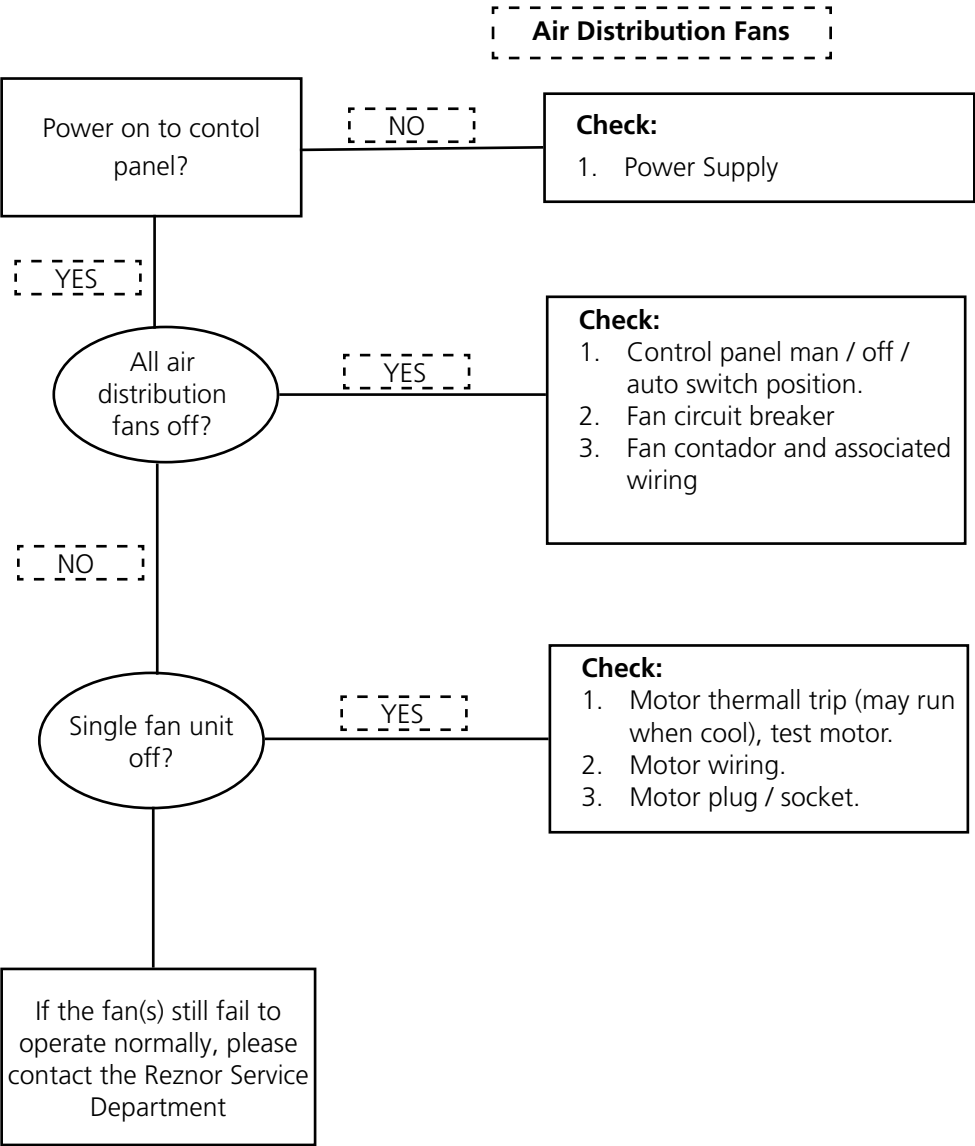 Air Distribution Fans
Power on to contol
panel?
NO
Check:
1. Power Supply
YES
All air
distribution
fans off?
YES
Check:
1. Control panel man / off /
auto switch position.
2. Fan circuit breaker
3. Fan contador and associated
wiring
NO
Single fan unit
off?
YES
Check:
1. Motor thermall trip (may run
when cool), test motor.
2. Motor wiring.
3. Motor plug / socket.
If the fan(s) still fail to
operate normally, please
contact the Reznor Service
Department